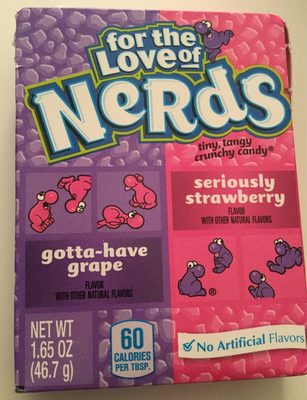 for the
Love of
NeRds
tiny, tangy
crunchy candy®
seriously
strawberry
FLAVOR
WITH OTHER NATURAL FLAVORS
gotta-have
grape
FLAVOR
WITH OTHER NATURAL FLAVORS
®
NET WT
1.65 OZ
(46.7 g)
60
CALORIES
PER TBSP.
No Artificial Flavors